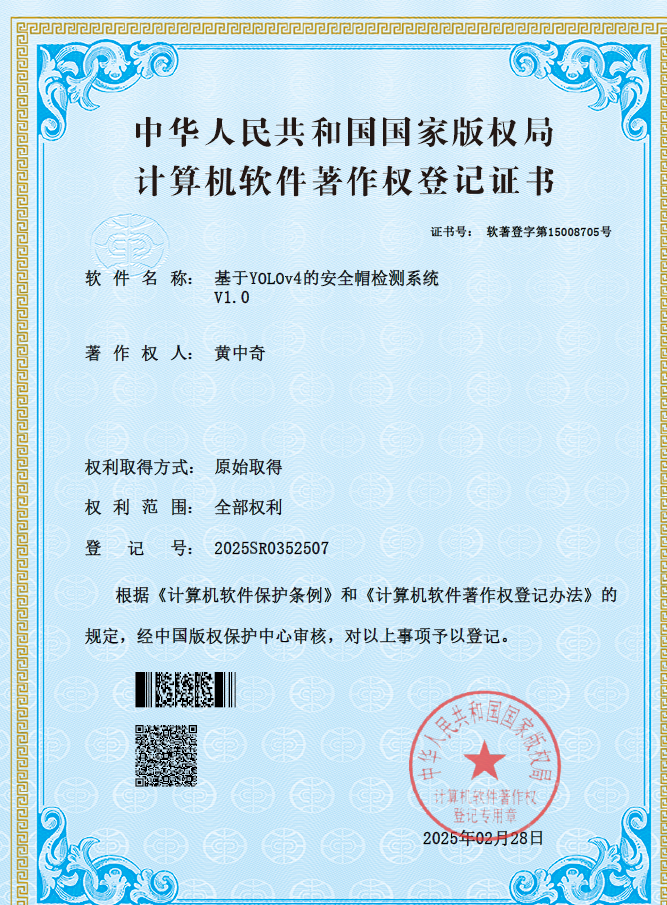 中华人民共和国国家版权局
计算机软件著作权登记证书
证书号： 软著登字第15008705号
软件名称： 基于YOLOv4的安全帽检测系统
V1.0
著作权人： 黄中奇
权利取得方式： 原始取得
权利范围： 全部权利
登记号： 2025SR0352507
根据《计算机软件保护条例》和《计算机软件著作权登记办法》的
规定，经中国版权保护中心审核，对以上事项予以登记。
中华人民共和国国家版权局
计算机软件著作权
登记专用章
2025年02月28日